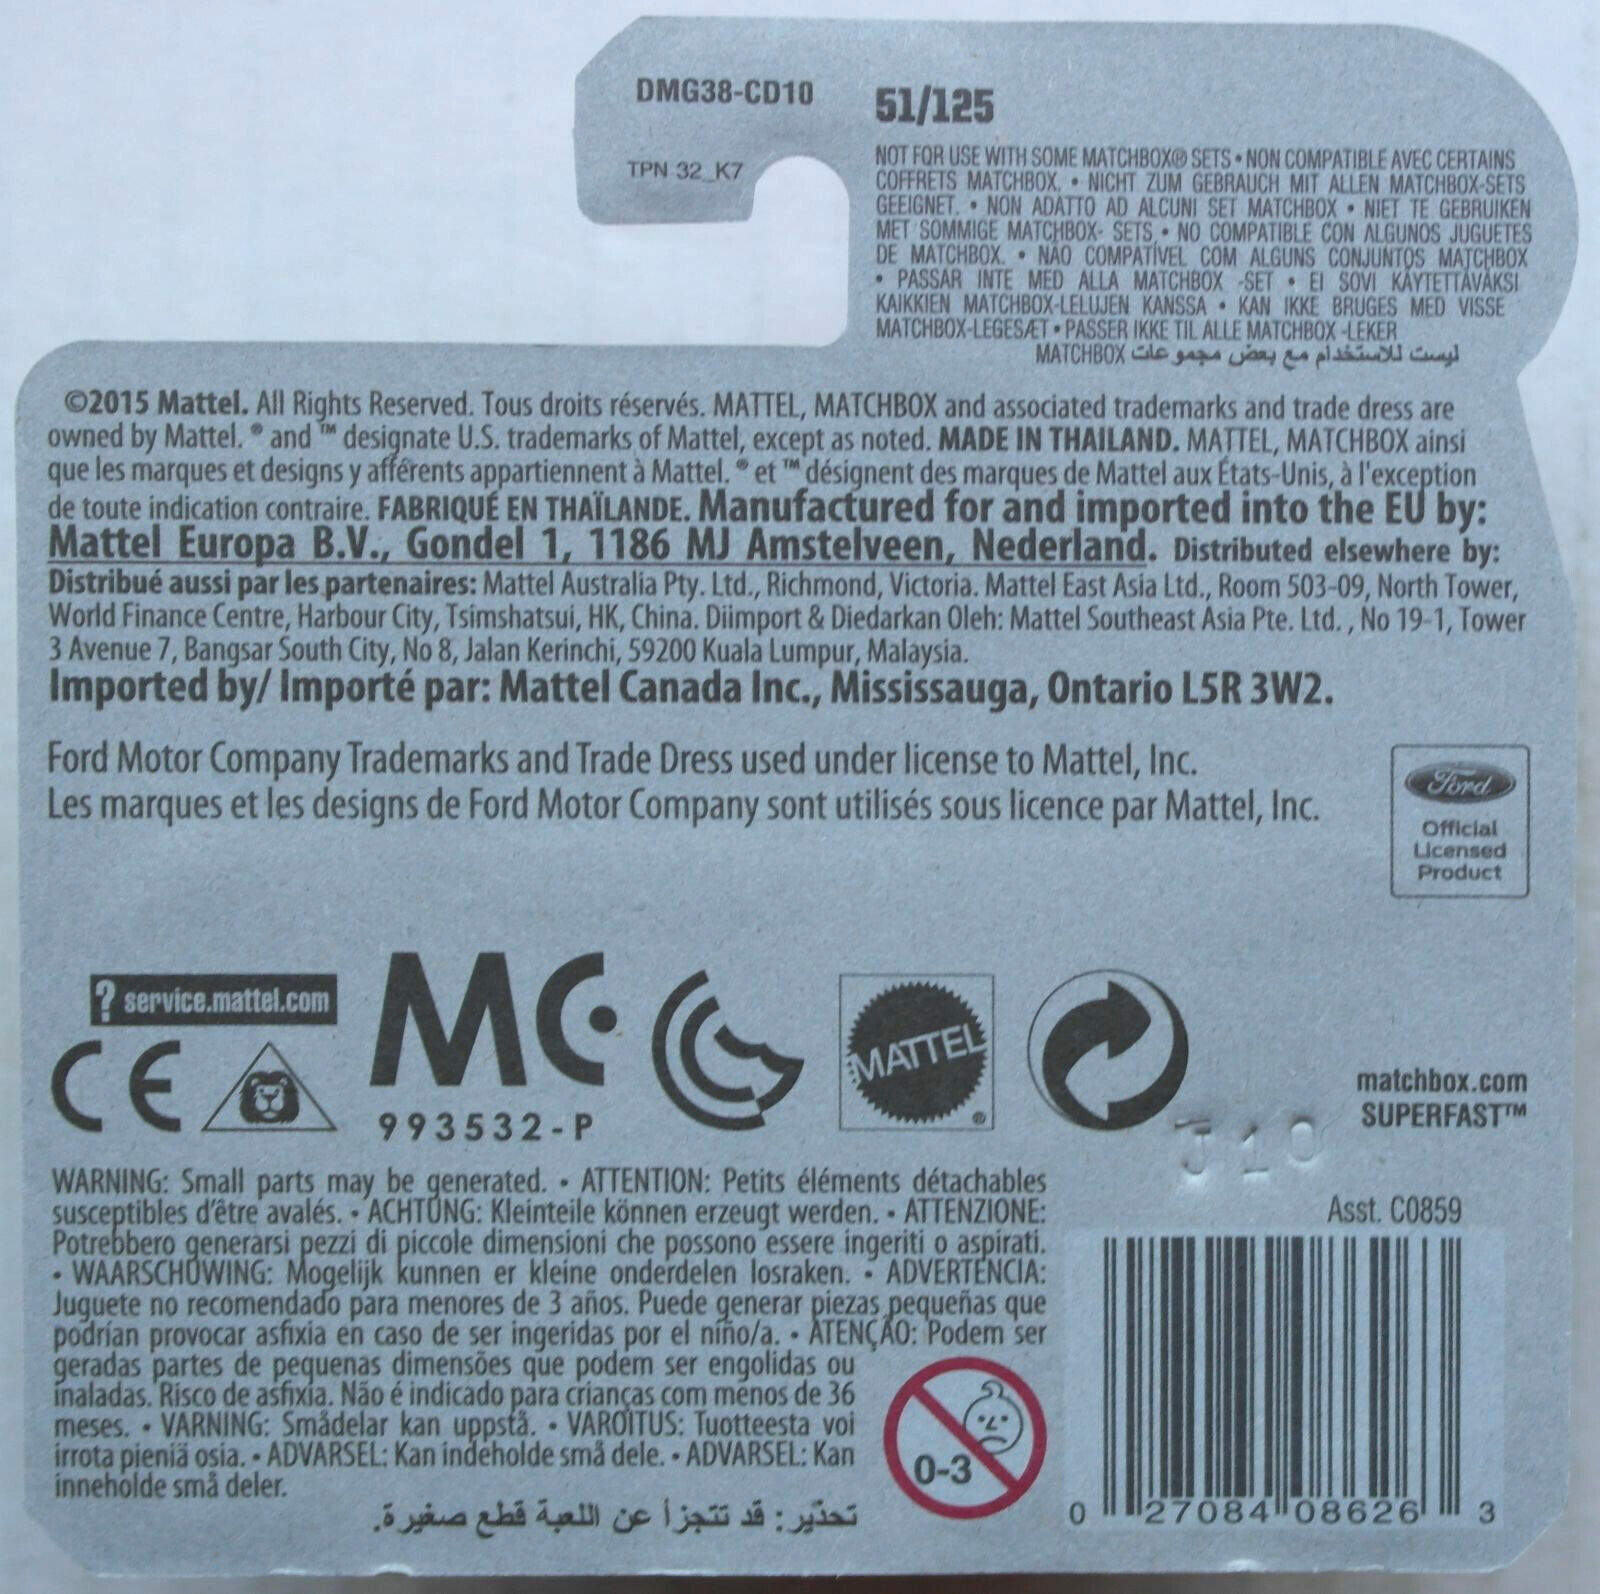 DMG38-CD10
51/125
TPN 32_K7
NOT FOR USE WITH SOME MATCHBOX® SETS • NON COMPATIBLE AVEC CERTAINS
COFFRETS MATCHBOX. • NICHT ZUM GEBRAUCH MIT ALLEN MATCHBOX-SETS
GEEIGNET. • NON ADATTO AD ALCUNI SET MATCHBOX • NIET TE GEBRUIKEN
MET SOMMIGE MATCHBOX- SETS • NO COMPATIBLE CON ALGUNOS JUGUETES
DE MATCHBOX. • NÃO COMPATÍVEL COM ALGUNS CONJUNTOS MATCHBOX
• PASSAR INTE MED ALLA MATCHBOX -SET • EI SOVI KÄYTETTÄVÄKSI
KAIKKIEN MATCHBOX-LELUJEN KANSSA • KAN IKKE BRUGES MED VISSE
MATCHBOX-LEGESÆT • PASSER IKKE TIL ALLE MATCHBOX -LEKER
ليست للاستخدام مع بعض مجموعات MATCHBOX
©2015 Mattel. All Rights Reserved. Tous droits réservés. MATTEL, MATCHBOX and associated trademarks and trade dress are
owned by Mattel. ® and ™ designate U.S. trademarks of Mattel, except as noted. MADE IN THAILAND. MATTEL, MATCHBOX ainsi
que les marques et designs y afférents appartiennent à Mattel. ® et ™ désignent des marques de Mattel aux États-Unis, à l'exception
de toute indication contraire. FABRIQUÉ EN THAÏLANDE. Manufactured for and imported into the EU by:
Mattel Europa B.V., Gondel 1, 1186 MJ Amstelveen, Nederland. Distributed elsewhere by:
Distribué aussi par les partenaires: Mattel Australia Pty. Ltd., Richmond, Victoria. Mattel East Asia Ltd., Room 503-09, North Tower,
World Finance Centre, Harbour City, Tsimshatsui, HK, China. Diimport & Diedarkan Oleh: Mattel Southeast Asia Pte. Ltd. , No 19-1, Tower
3 Avenue 7, Bangsar South City, No 8, Jalan Kerinchi, 59200 Kuala Lumpur, Malaysia.
Imported by/ Importé par: Mattel Canada Inc., Mississauga, Ontario L5R 3W2.
Ford Motor Company Trademarks and Trade Dress used under license to Mattel, Inc.
Les marques et les designs de Ford Motor Company sont utilisés sous licence par Mattel, Inc.
Ford
Official
Licensed
Product
? service.mattel.com
CE
MC
993532-P
MATTEL
®
matchbox.com
SUPERFAST™
J10
Asst. C0859
WARNING: Small parts may be generated. • ATTENTION: Petits éléments détachables
susceptibles d'être avalés. • ACHTUNG: Kleinteile können erzeugt werden. • ATTENZIONE:
Potrebbero generarsi pezzi di piccole dimensioni che possono essere ingeriti o aspirati.
• WAARSCHUWING: Mogelijk kunnen er kleine onderdelen losraken. • ADVERTENCIA:
Juguete no recomendado para menores de 3 años. Puede generar piezas pequeñas que
podrían provocar asfixia en caso de ser ingeridas por el niño/a. • ATENÇÃO: Podem ser
geradas partes de pequenas dimensões que podem ser engolidas ou
inaladas. Risco de asfixia. Não é indicado para crianças com menos de 36
meses. • VARNING: Smådelar kan uppstå. • VAROITUS: Tuotteesta voi
irrota pieniä osia. • ADVARSEL: Kan indeholde små dele. • ADVARSEL: Kan
inneholde små deler.
تحذير: قد تتجزأ عن اللعبة قطع صغيرة.
0-3
0 27084 08626 3